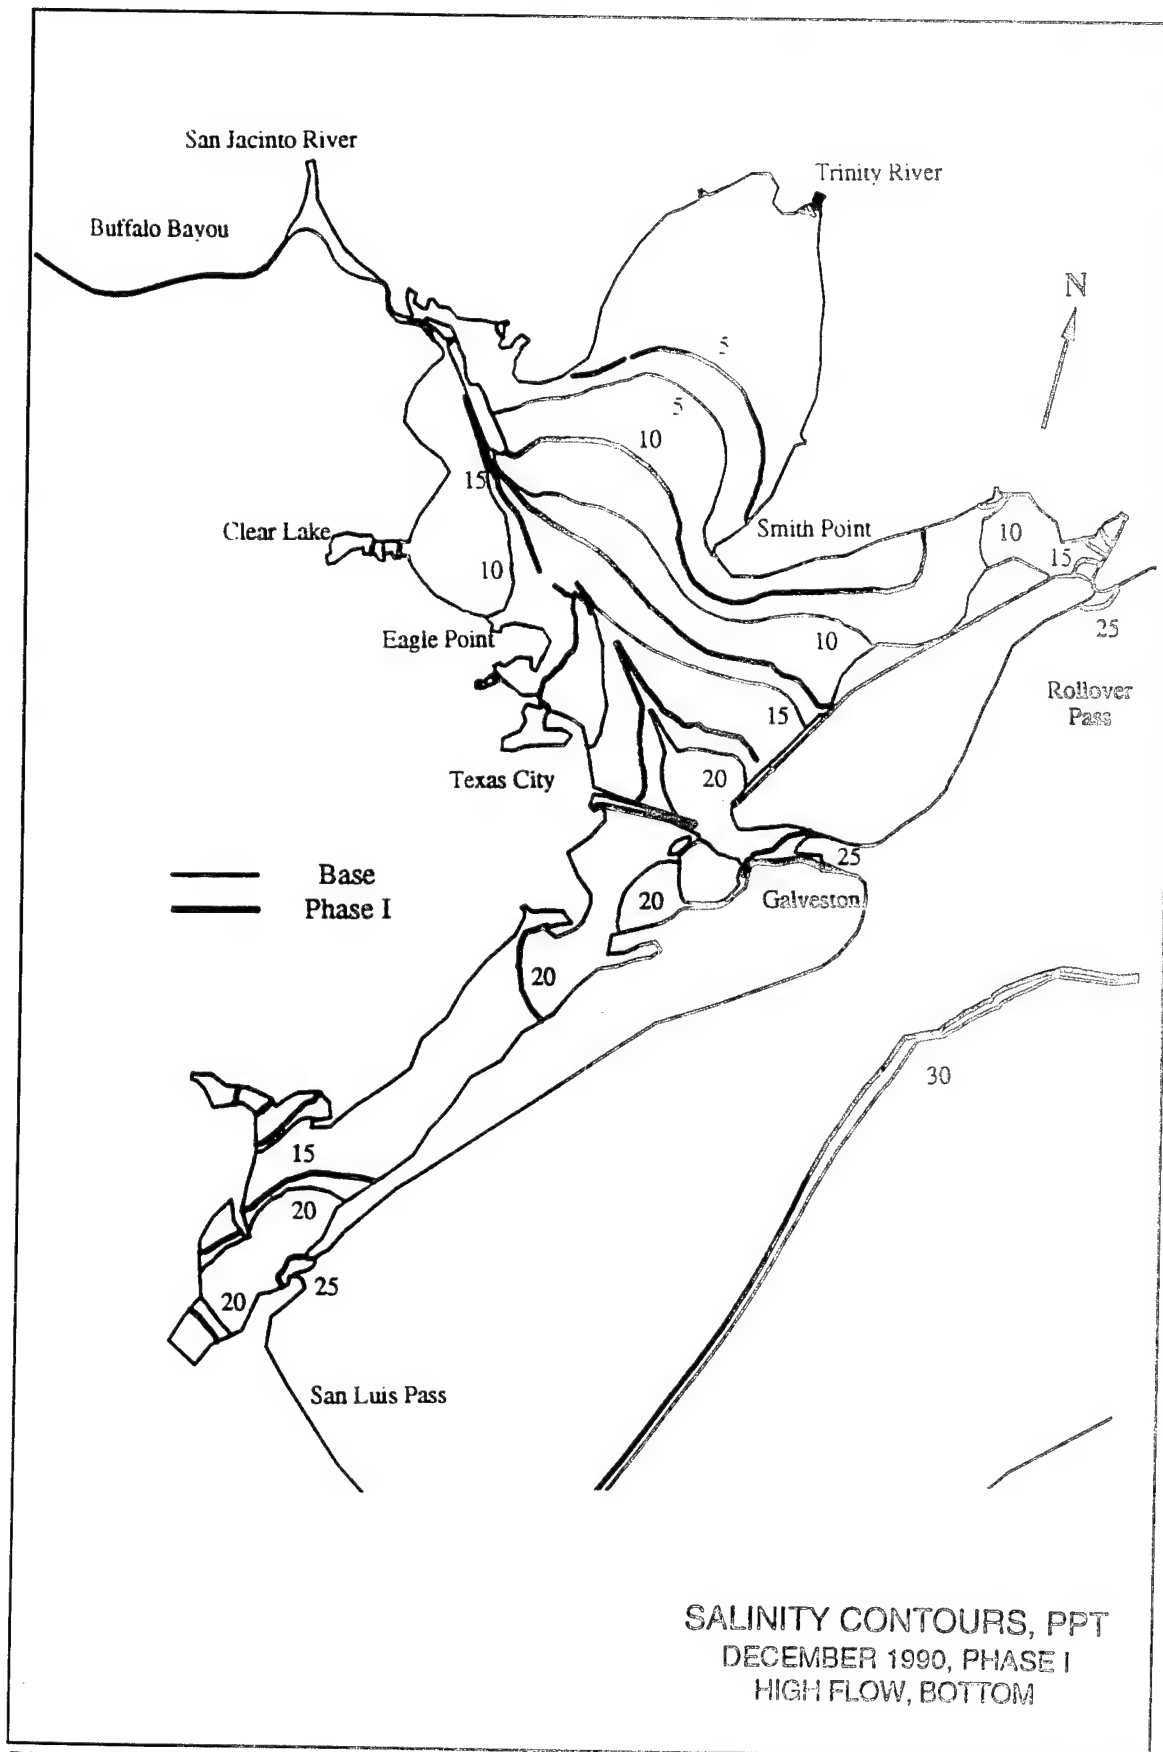 San Jacinto River
Trinity River
Buffalo Bayou
N
5
5
10
15
Clear Lake
Smith Point
10
15
10
25
Eagle Point
10
Rollover
Pass
15
Texas City
20
25
Base
20
Galveston
Phase I
20
30
15
20
25
20
San Luis Pass
SALINITY CONTOURS, PPT
DECEMBER 1990, PHASE I
HIGH FLOW, BOTTOM